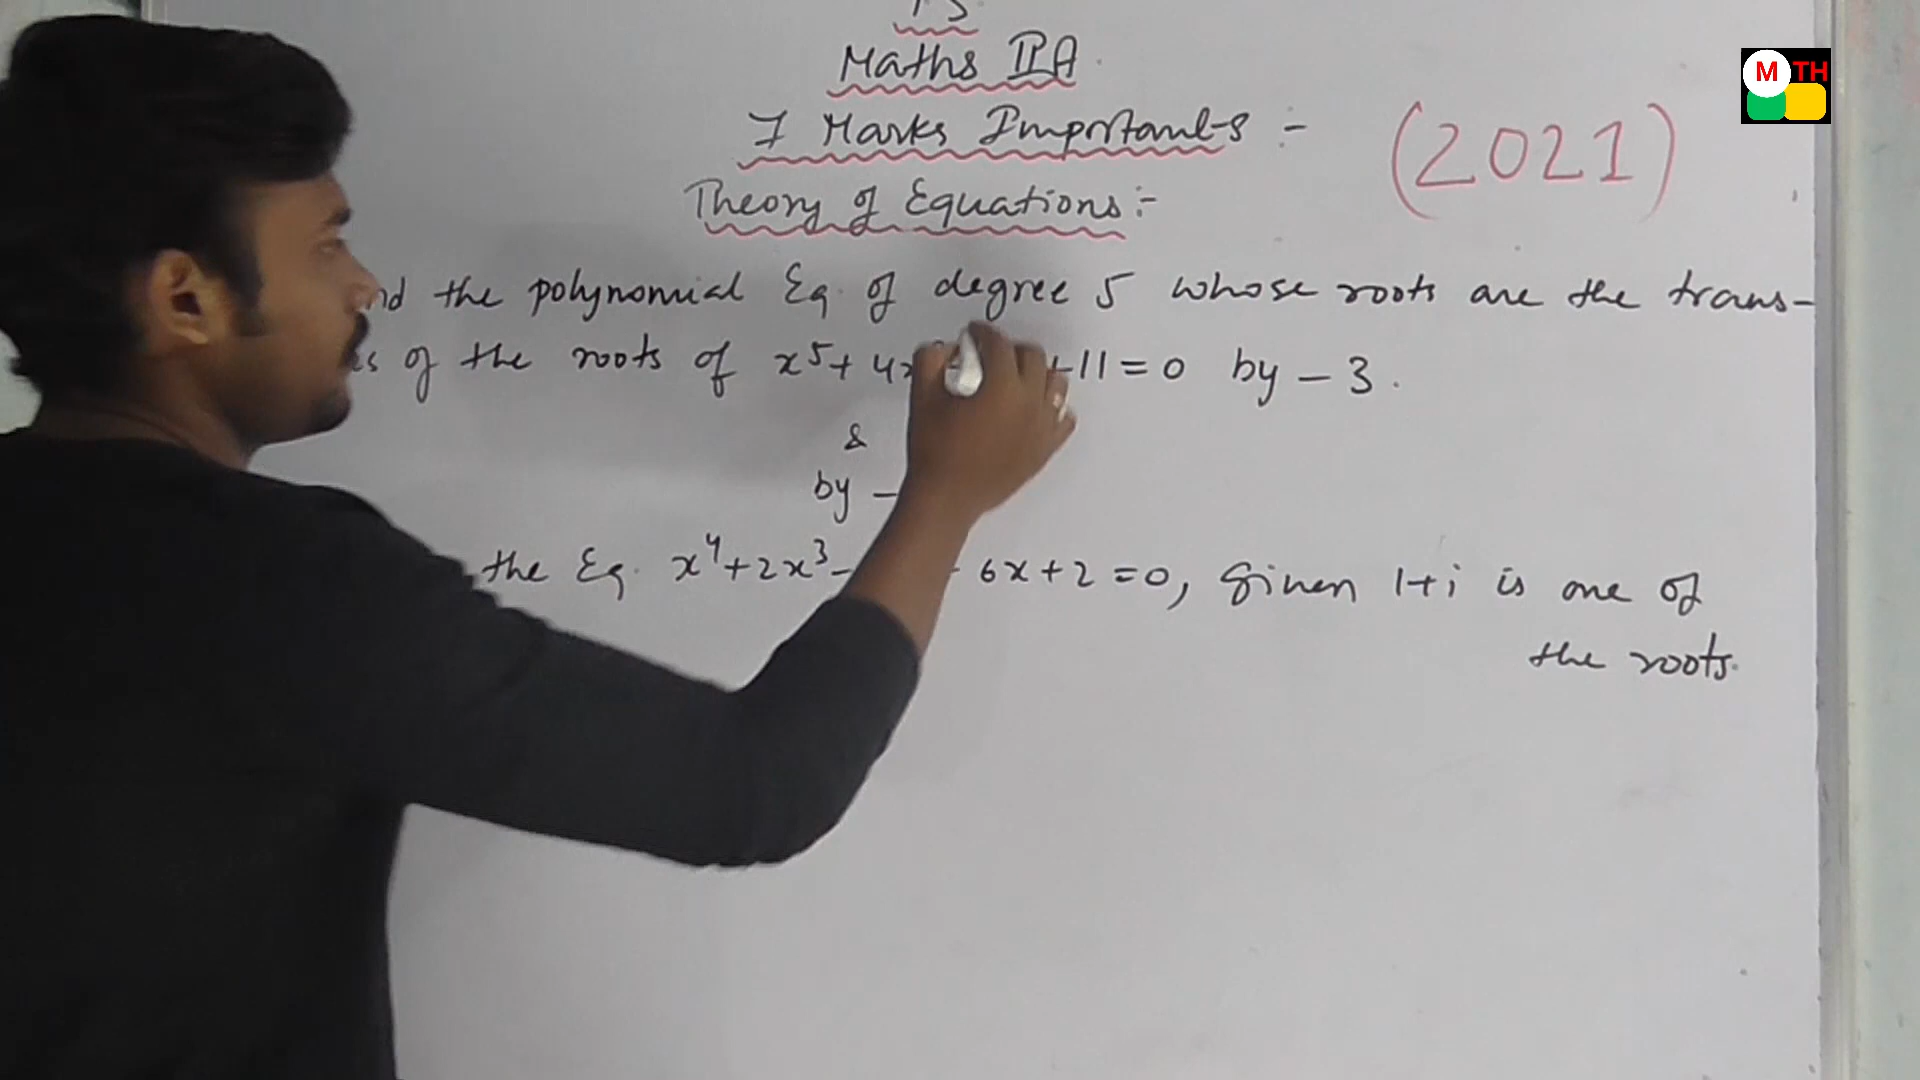 TS
Maths IIA.
7 Marks Important-s :-
(2021)
M TH
Theory of Equations:-
the polynomial Eq. of degree 5 whose roots are the trans-
of the roots of x⁵+ 4x +11=0 by -3.
&
by -
the Eq. x⁴+2x³- 6x+2=0, given 1+i is one of
the roots.